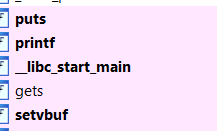 puts
printf
__libc_start_main
gets
setvbuf